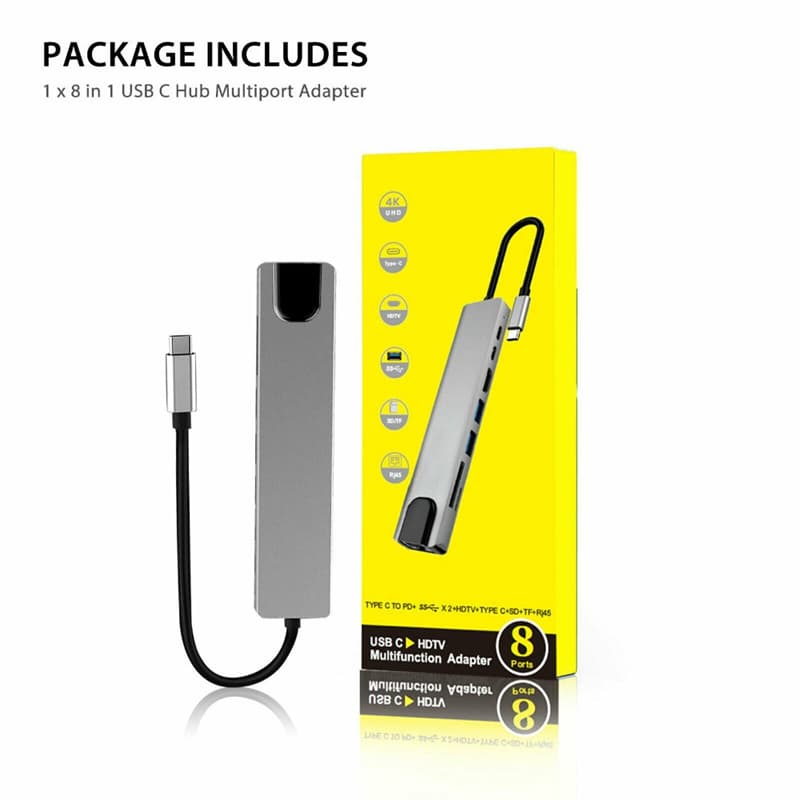 PACKAGE INCLUDES
1 x 8 in 1 USB C Hub Multiport Adapter
4K
UHD
Type-C
HDTV
SS
SD/TF
Rj45
TYPE C TO PD+ SS X 2+HDTV+TYPE C+SD+TF+Rj45
USB C HDTV
Multifunction Adapter
8
Ports